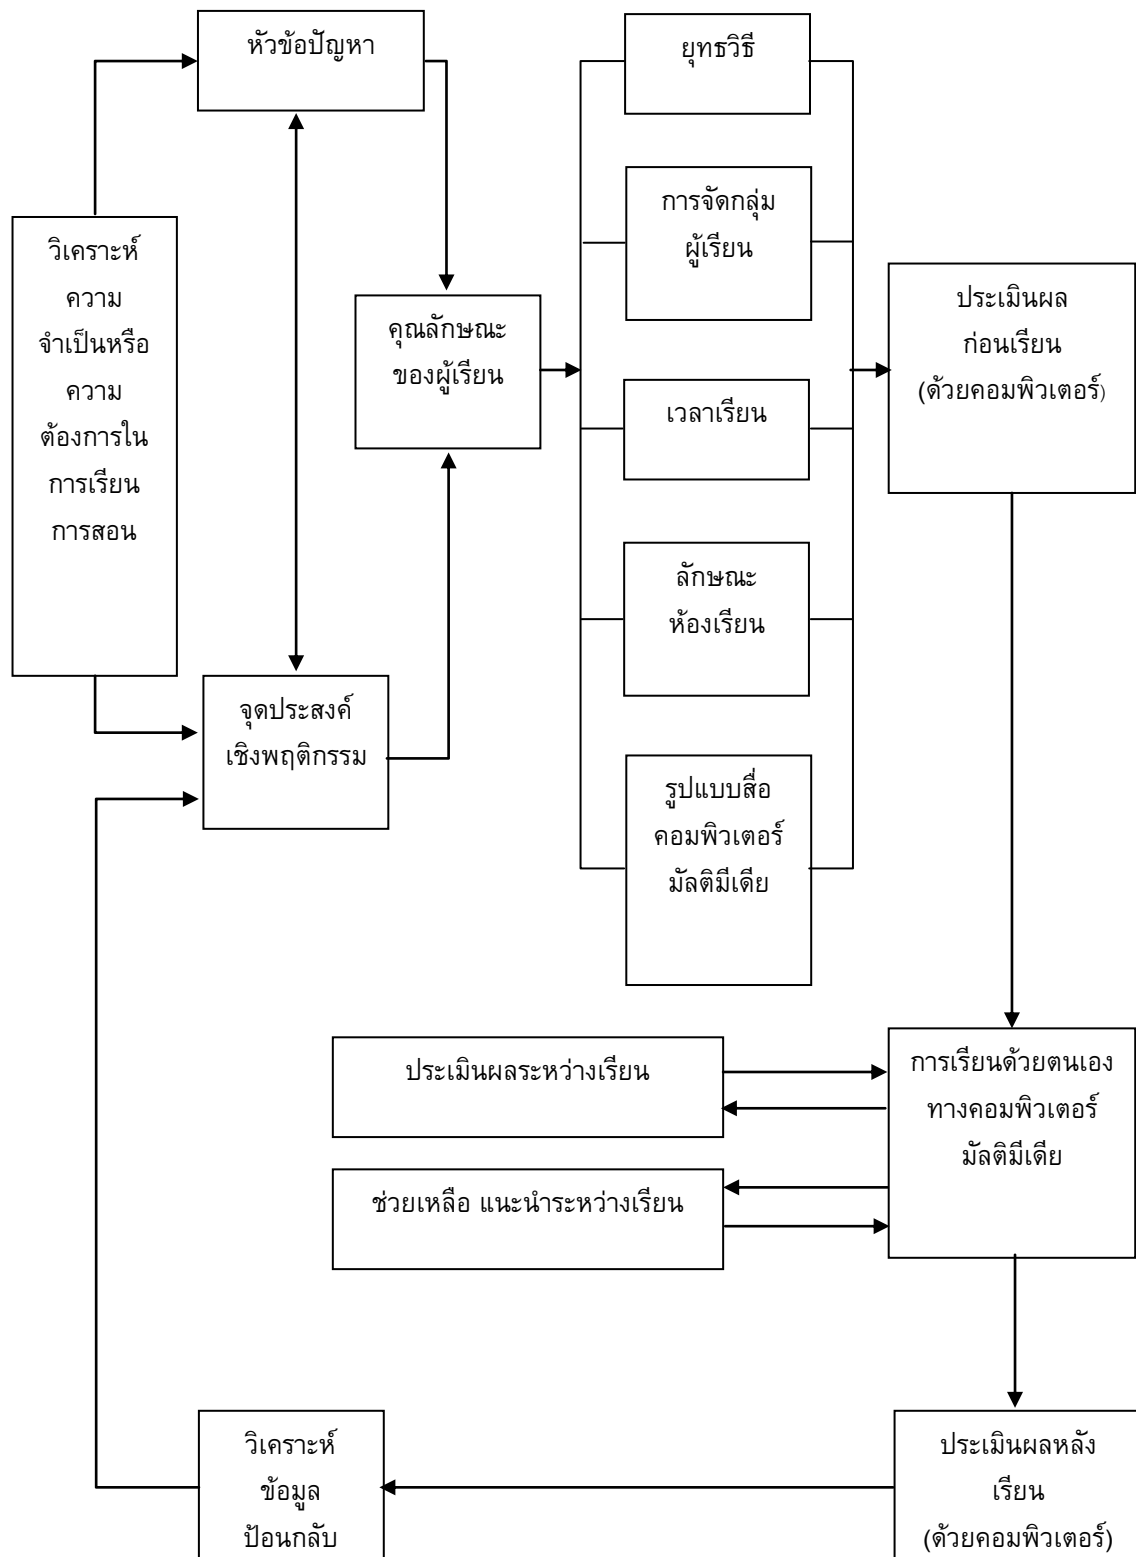 หัวข้อปัญหา
ยุทธวิธี
การจัดกลุ่ม
ผู้เรียน
วิเคราะห์
ความ
จำเป็นหรือ
ความ
ต้องการใน
การเรียน
การสอน
คุณลักษณะ
ของผู้เรียน
ประเมินผล
ก่อนเรียน
(ด้วยคอมพิวเตอร์)
เวลาเรียน
ลักษณะ
ห้องเรียน
จุดประสงค์
เชิงพฤติกรรม
รูปแบบสื่อ
คอมพิวเตอร์
มัลติมีเดีย
ประเมินผลระหว่างเรียน
การเรียนด้วยตนเอง
ทางคอมพิวเตอร์
มัลติมีเดีย
ช่วยเหลือ แนะนำระหว่างเรียน
วิเคราะห์
ข้อมูล
ป้อนกลับ
ประเมินผลหลัง
เรียน
(ด้วยคอมพิวเตอร์)